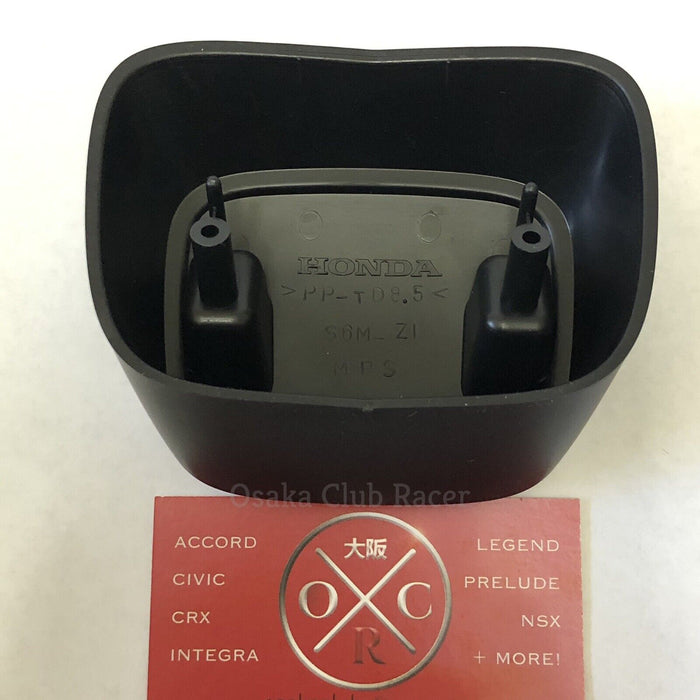 HONDA
>PP-TD8.5<
S6M-Z1
MPS
Osaka Club Racer
ACCORD
CIVIC
CRX
INTEGRA
大阪
O
C
R
LEGEND
PRELUDE
NSX
+ MORE!